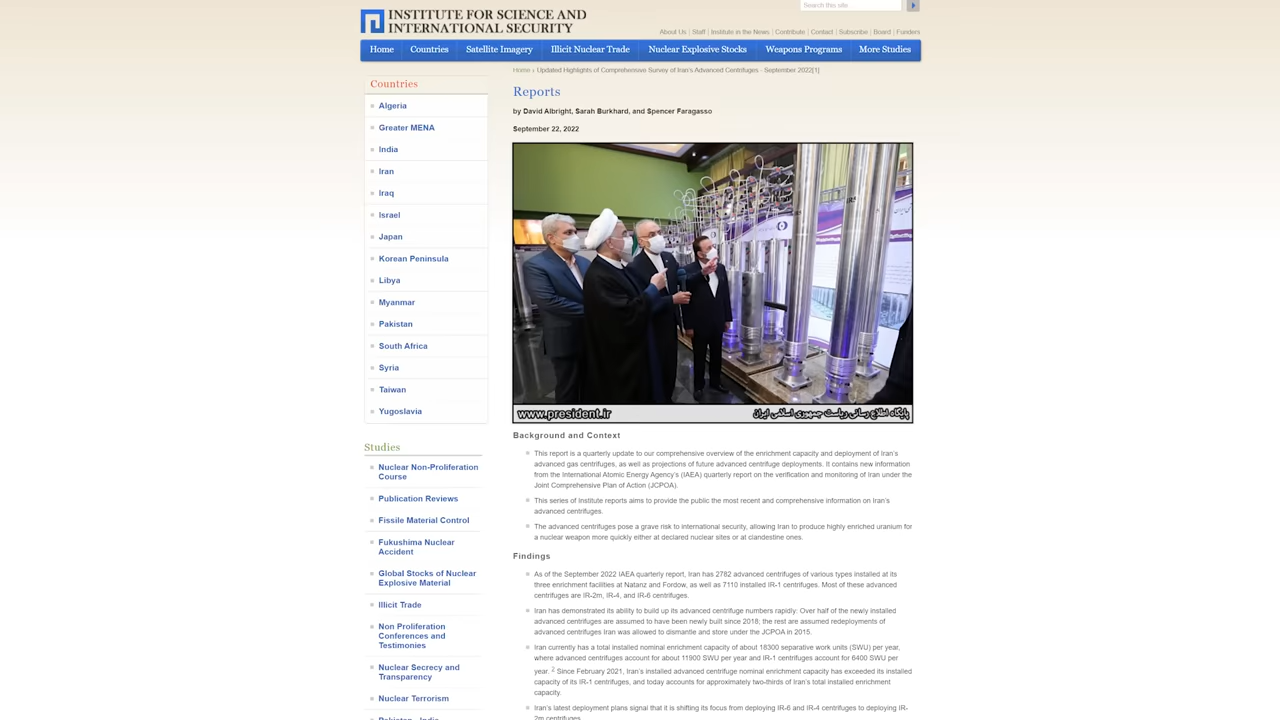 Search this site
INSTITUTE FOR SCIENCE AND
INTERNATIONAL SECURITY
About Us | Staff | Institute in the News | Contribute | Contact | Subscribe | Board | Funders
Home Countries Satellite Imagery Illicit Nuclear Trade Nuclear Explosive Stocks Weapons Programs More Studies
Home › Updated Highlights of Comprehensive Survey of Iran's Advanced Centrifuges - September 2022[1]
Countries
Algeria
Greater MENA
India
Iran
Iraq
Israel
Japan
Korean Peninsula
Libya
Myanmar
Pakistan
South Africa
Syria
Taiwan
Yugoslavia
Studies
Nuclear Non-Proliferation
Course
Publication Reviews
Fissile Material Control
Fukushima Nuclear
Accident
Global Stocks of Nuclear
Explosive Material
Illicit Trade
Non Proliferation
Conferences and
Testimonies
Nuclear Secrecy and
Transparency
Nuclear Terrorism
Pakistan - India
Reports
by David Albright, Sarah Burkhard, and Spencer Faragasso
September 22, 2022
www.president.ir
پایگاه اطلاع رسانی ریاست جمهوری اسلامی ایران
Background and Context
This report is a quarterly update to our comprehensive overview of the enrichment capacity and deployment of Iran's
advanced gas centrifuges, as well as projections of future advanced centrifuge deployments. It contains new information
from the International Atomic Energy Agency's (IAEA) quarterly report on the verification and monitoring of Iran under the
Joint Comprehensive Plan of Action (JCPOA).
This series of Institute reports aims to provide the public the most recent and comprehensive information on Iran's
advanced centrifuges.
The advanced centrifuges pose a grave risk to international security, allowing Iran to produce highly enriched uranium for
a nuclear weapon more quickly either at declared nuclear sites or at clandestine ones.
Findings
As of the September 2022 IAEA quarterly report, Iran has 2782 advanced centrifuges of various types installed at its
three enrichment facilities at Natanz and Fordow, as well as 7110 installed IR-1 centrifuges. Most of these advanced
centrifuges are IR-2m, IR-4, and IR-6 centrifuges.
Iran has demonstrated its ability to build up its advanced centrifuge numbers rapidly: Over half of the newly installed
advanced centrifuges are assumed to have been newly built since 2018; the rest are assumed redeployments of
advanced centrifuges Iran was allowed to dismantle and store under the JCPOA in 2015.
Iran currently has a total installed nominal enrichment capacity of about 18300 separative work units (SWU) per year,
where advanced centrifuges account for about 11900 SWU per year and IR-1 centrifuges account for 6400 SWU per
year. 2 Since February 2021, Iran's installed advanced centrifuge nominal enrichment capacity has exceeded its installed
capacity of its IR-1 centrifuges, and today accounts for approximately two-thirds of Iran's total installed enrichment
capacity.
Iran's latest deployment plans signal that it is shifting its focus from deploying IR-6 and IR-4 centrifuges to deploying IR-
2m centrifuges.